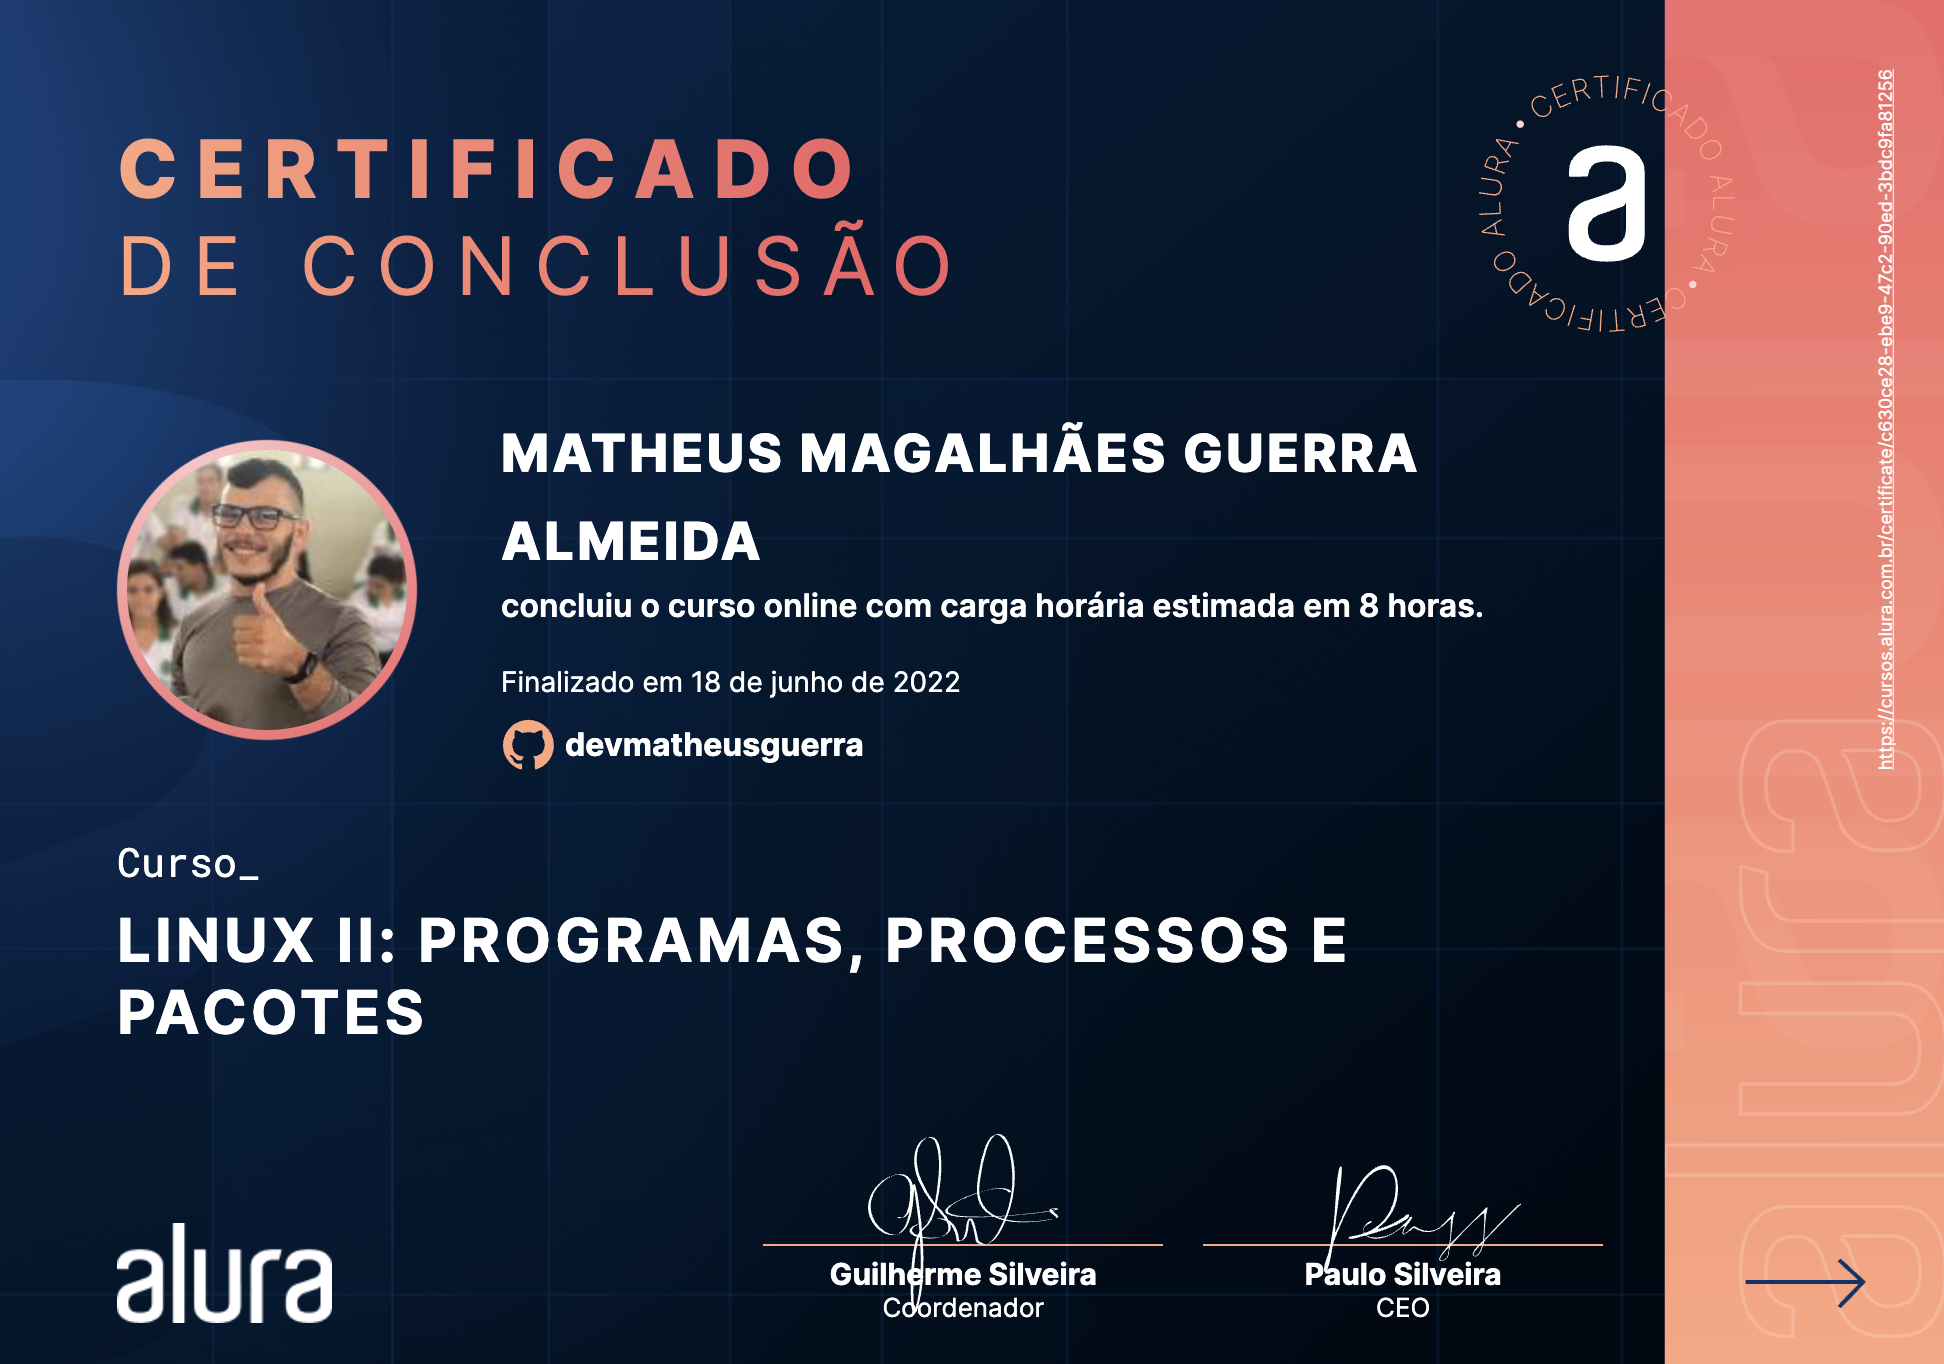 CERTIFICADO
DE CONCLUSÃO
CERTIFICADO ALURA • CERTIFICADO ALURA •
a
MATHEUS MAGALHÃES GUERRA
ALMEIDA
concluiu o curso online com carga horária estimada em 8 horas.
Finalizado em 18 de junho de 2022
devmatheusguerra
Curso_
LINUX II: PROGRAMAS, PROCESSOS E
PACOTES
alura
Guilherme Silveira
Coordenador
Paulo Silveira
CEO
https://cursos.alura.com.br/certificate/c630ce28-ebe9-47c2-90ed-3bdc9fa81256
alura